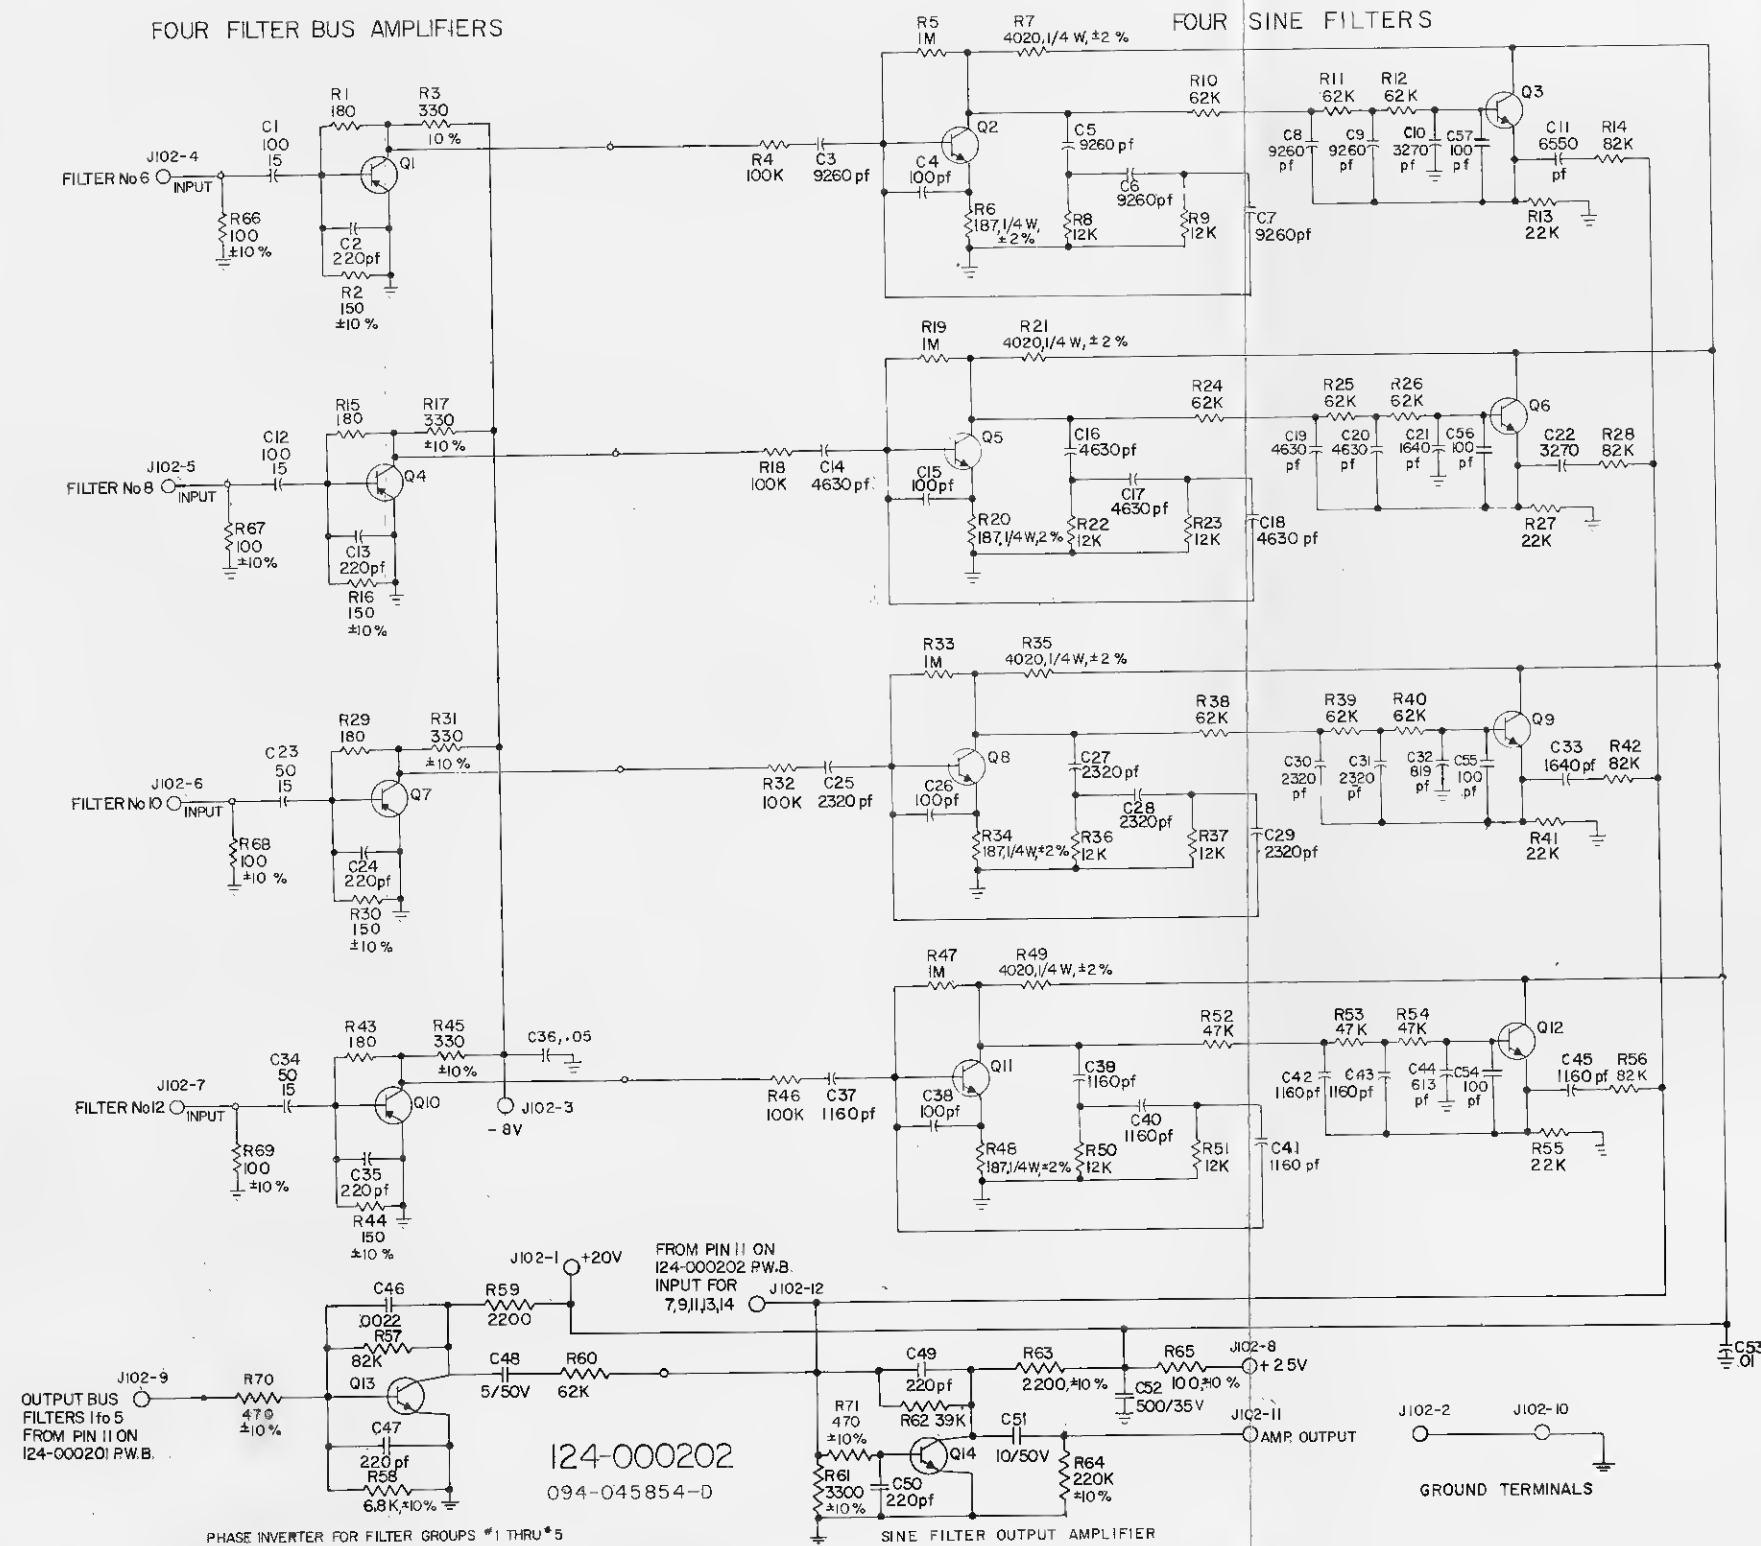 FOUR FILTER BUS AMPLIFIERS
FOUR SINE FILTERS
R5
1M
R7
4020,1/4 W,±2 %
R1
180
R3
330
10 %
C1
100
15
J102-4
FILTER No 6
INPUT
Q1
R66
100
±10 %
C2
220pf
R2
150
±10 %
R4
100K
C3
9260 pf
C4
100pf
Q2
R6
187,1/4 W,
±2 %
C5
9260 pf
C6
9260pf
R8
12K
R9
12K
C7
9260pf
R10
62K
R11
62K
R12
62K
C8
9260
pf
C9
9260
pf
C10
3270
pf
C57
100
pf
Q3
C11
6550
pf
R14
82K
R13
22K
R19
1M
R21
4020,1/4 W, ±2 %
R15
180
R17
330
±10 %
C12
100
15
J102-5
FILTER No 8
INPUT
Q4
R67
100
±10%
C13
220pf
R16
150
±10 %
R18
100K
C14
4630 pf
C15
100pf
Q5
R20
187,1/4W,2 %
C16
4630pf
C17
4630pf
R22
12K
R23
12K
C18
4630 pf
R24
62K
R25
62K
R26
62K
C19
4630
pf
C20
4630
pf
C21
1640
pf
C56
100
pf
Q6
C22
3270
R28
82K
R27
22K
R33
1M
R35
4020,1/4W,±2 %
R29
180
R31
330
±10 %
C23
50
15
J102-6
FILTER No 10
INPUT
Q7
R68
100
±10 %
C24
220pf
R30
150
±10 %
R32
100K
C25
2320 pf
C26
100pf
Q8
R34
187,1/4W,±2%
C27
2320pf
C28
2320pf
R36
12K
R37
12K
C29
2320pf
R38
62K
R39
62K
R40
62K
C30
2320
pf
C31
2320
pf
C32
819
pf
C55
100
pf
Q9
C33
1640pf
R42
82K
R41
22K
R47
1M
R49
4020,1/4 W, ±2%
R43
180
R45
330
±10%
C36,.05
C34
50
15
J102-7
FILTER No 12
INPUT
Q10
J102-3
- 8V
R69
100
±10 %
C35
220pf
R44
150
±10 %
R46
100K
C37
1160 pf
C38
100pf
Q11
R48
187,1/4W,±2%
C39
1160pf
C40
1160pf
R50
12K
R51
12K
C41
1160 pf
R52
47K
R53
47K
R54
47K
C42
1160pf
C43
1160pf
C44
613
pf
C54
100
pf
Q12
C45
1160 pf
R56
82K
R55
22K
J102-1
+20V
FROM PIN 11 ON
124-000202 P.W.B.
INPUT FOR
7,9,11,13,14
J102-12
C46
.0022
R57
82K
R59
2200
J102-9
OUTPUT BUS
FILTERS 1to 5
FROM PIN 11 ON
124-000201 P.W.B.
R70
470
±10%
Q13
C47
220pf
R58
6.8K,±10%
C48
5/50V
R60
62K
C49
220pf
R62 39K
R63
2200,±10%
R65
100,±10 %
J102-8
+25V
C52
500/35V
R71
470
±10%
C51
10/50V
Q14
R61
3300
±10%
C50
220pf
R64
220K
±10%
J102-11
AMP. OUTPUT
J102-2
J102-10
GROUND TERMINALS
C53
.01
124-000202
094-045854-D
PHASE INVERTER FOR FILTER GROUPS #1 THRU #5
SINE FILTER OUTPUT AMPLIFIER